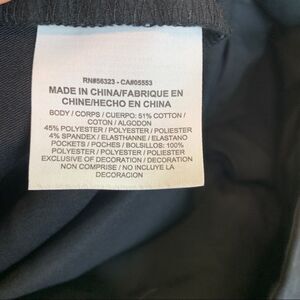 RN#56323 - CA#05553
MADE IN CHINA/FABRIQUE EN
CHINE/HECHO EN CHINA
BODY / CORPS / CUERPO: 51% COTTON /
COTON / ALGODON
45% POLYESTER / POLYESTER / POLIESTER
4% SPANDEX / ELASTHANNE / ELASTANO
POCKETS / POCHES / BOLSILLOS: 100%
POLYESTER / POLYESTER / POLIESTER
EXCLUSIVE OF DECORATION / DECORATION
NON COMPRISE / NO INCLUYE LA
DECORACION